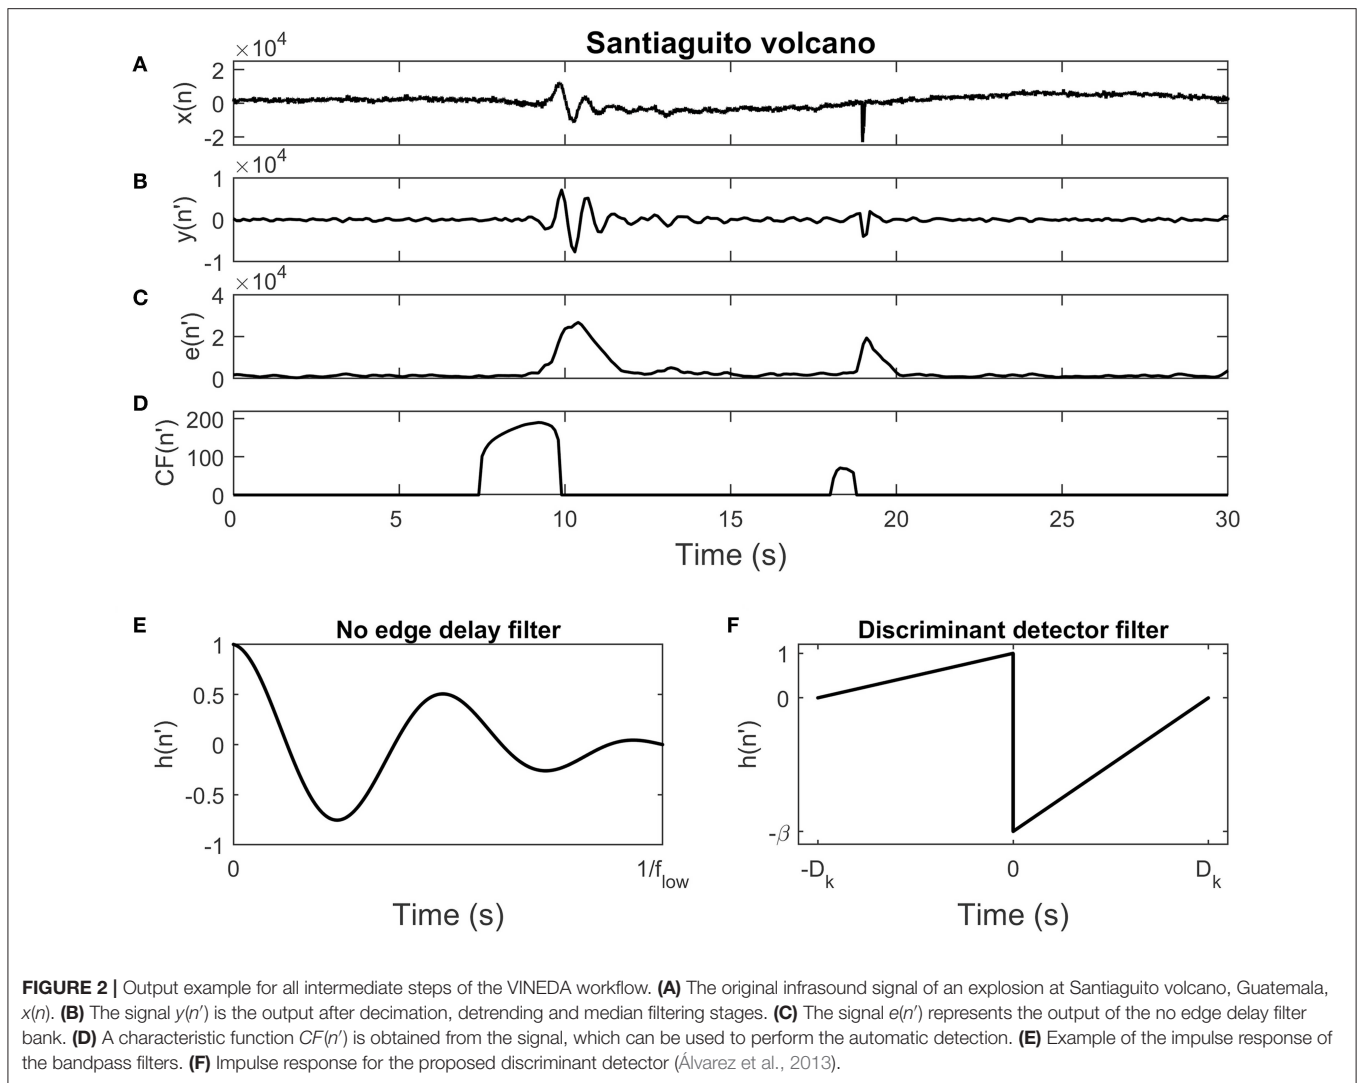 Santiaguito volcano
A
×10⁴
2
0
-2
x(n)
B
×10⁴
1
0
-1
y(n')
C
×10⁴
4
2
0
e(n')
D
200
100
0
CF(n')
0 5 10 15 20 25 30
Time (s)
E
No edge delay filter
1
0.5
0
-0.5
-1
h(n')
0 1/f_low
Time (s)
F
Discriminant detector filter
1
0
-β
h(n')
-D_k 0 D_k
Time (s)
FIGURE 2 | Output example for all intermediate steps of the VINEDA workflow. (A) The original infrasound signal of an explosion at Santiaguito volcano, Guatemala,
x(n). (B) The signal y(n′) is the output after decimation, detrending and median filtering stages. (C) The signal e(n′) represents the output of the no edge delay filter
bank. (D) A characteristic function CF(n′) is obtained from the signal, which can be used to perform the automatic detection. (E) Example of the impulse response of
the bandpass filters. (F) Impulse response for the proposed discriminant detector (Álvarez et al., 2013).